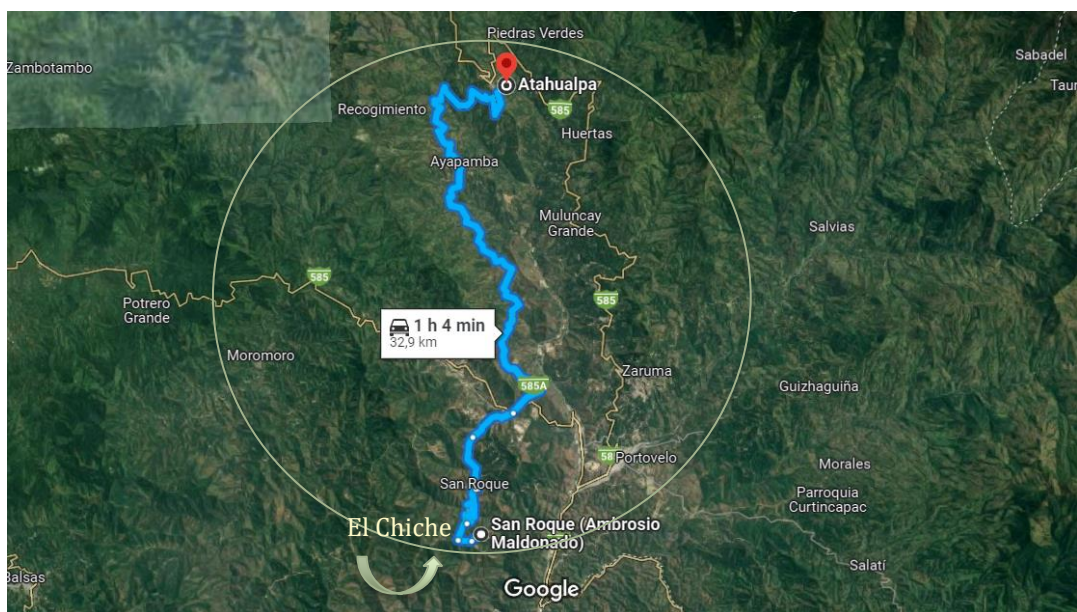 Piedras Verdes
Zambotambo
Sabadel
Atahualpa
Recogimiento
585
Huertas
Ayapamba
Muluncay
Grande
Salvias
585
585
Potrero
Grande
1 h 4 min
32,9 km
Moromoro
Zaruma
585A
Guizhaguiña
Portovelo
San Roque
Morales
Parroquia
Curtincapac
El Chiche
San Roque (Ambrosio
Maldonado)
Salatí
Balsas
Google